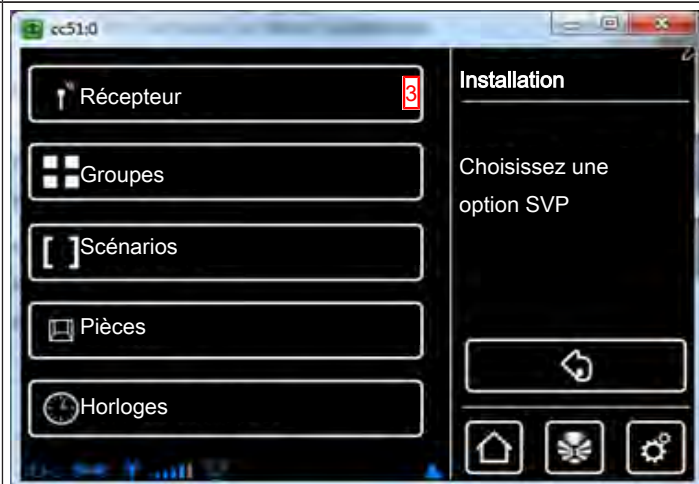 cc51:0
Récepteur
3
Groupes
Scénarios
Pièces
Horloges
Installation
Choisissez une
option SVP